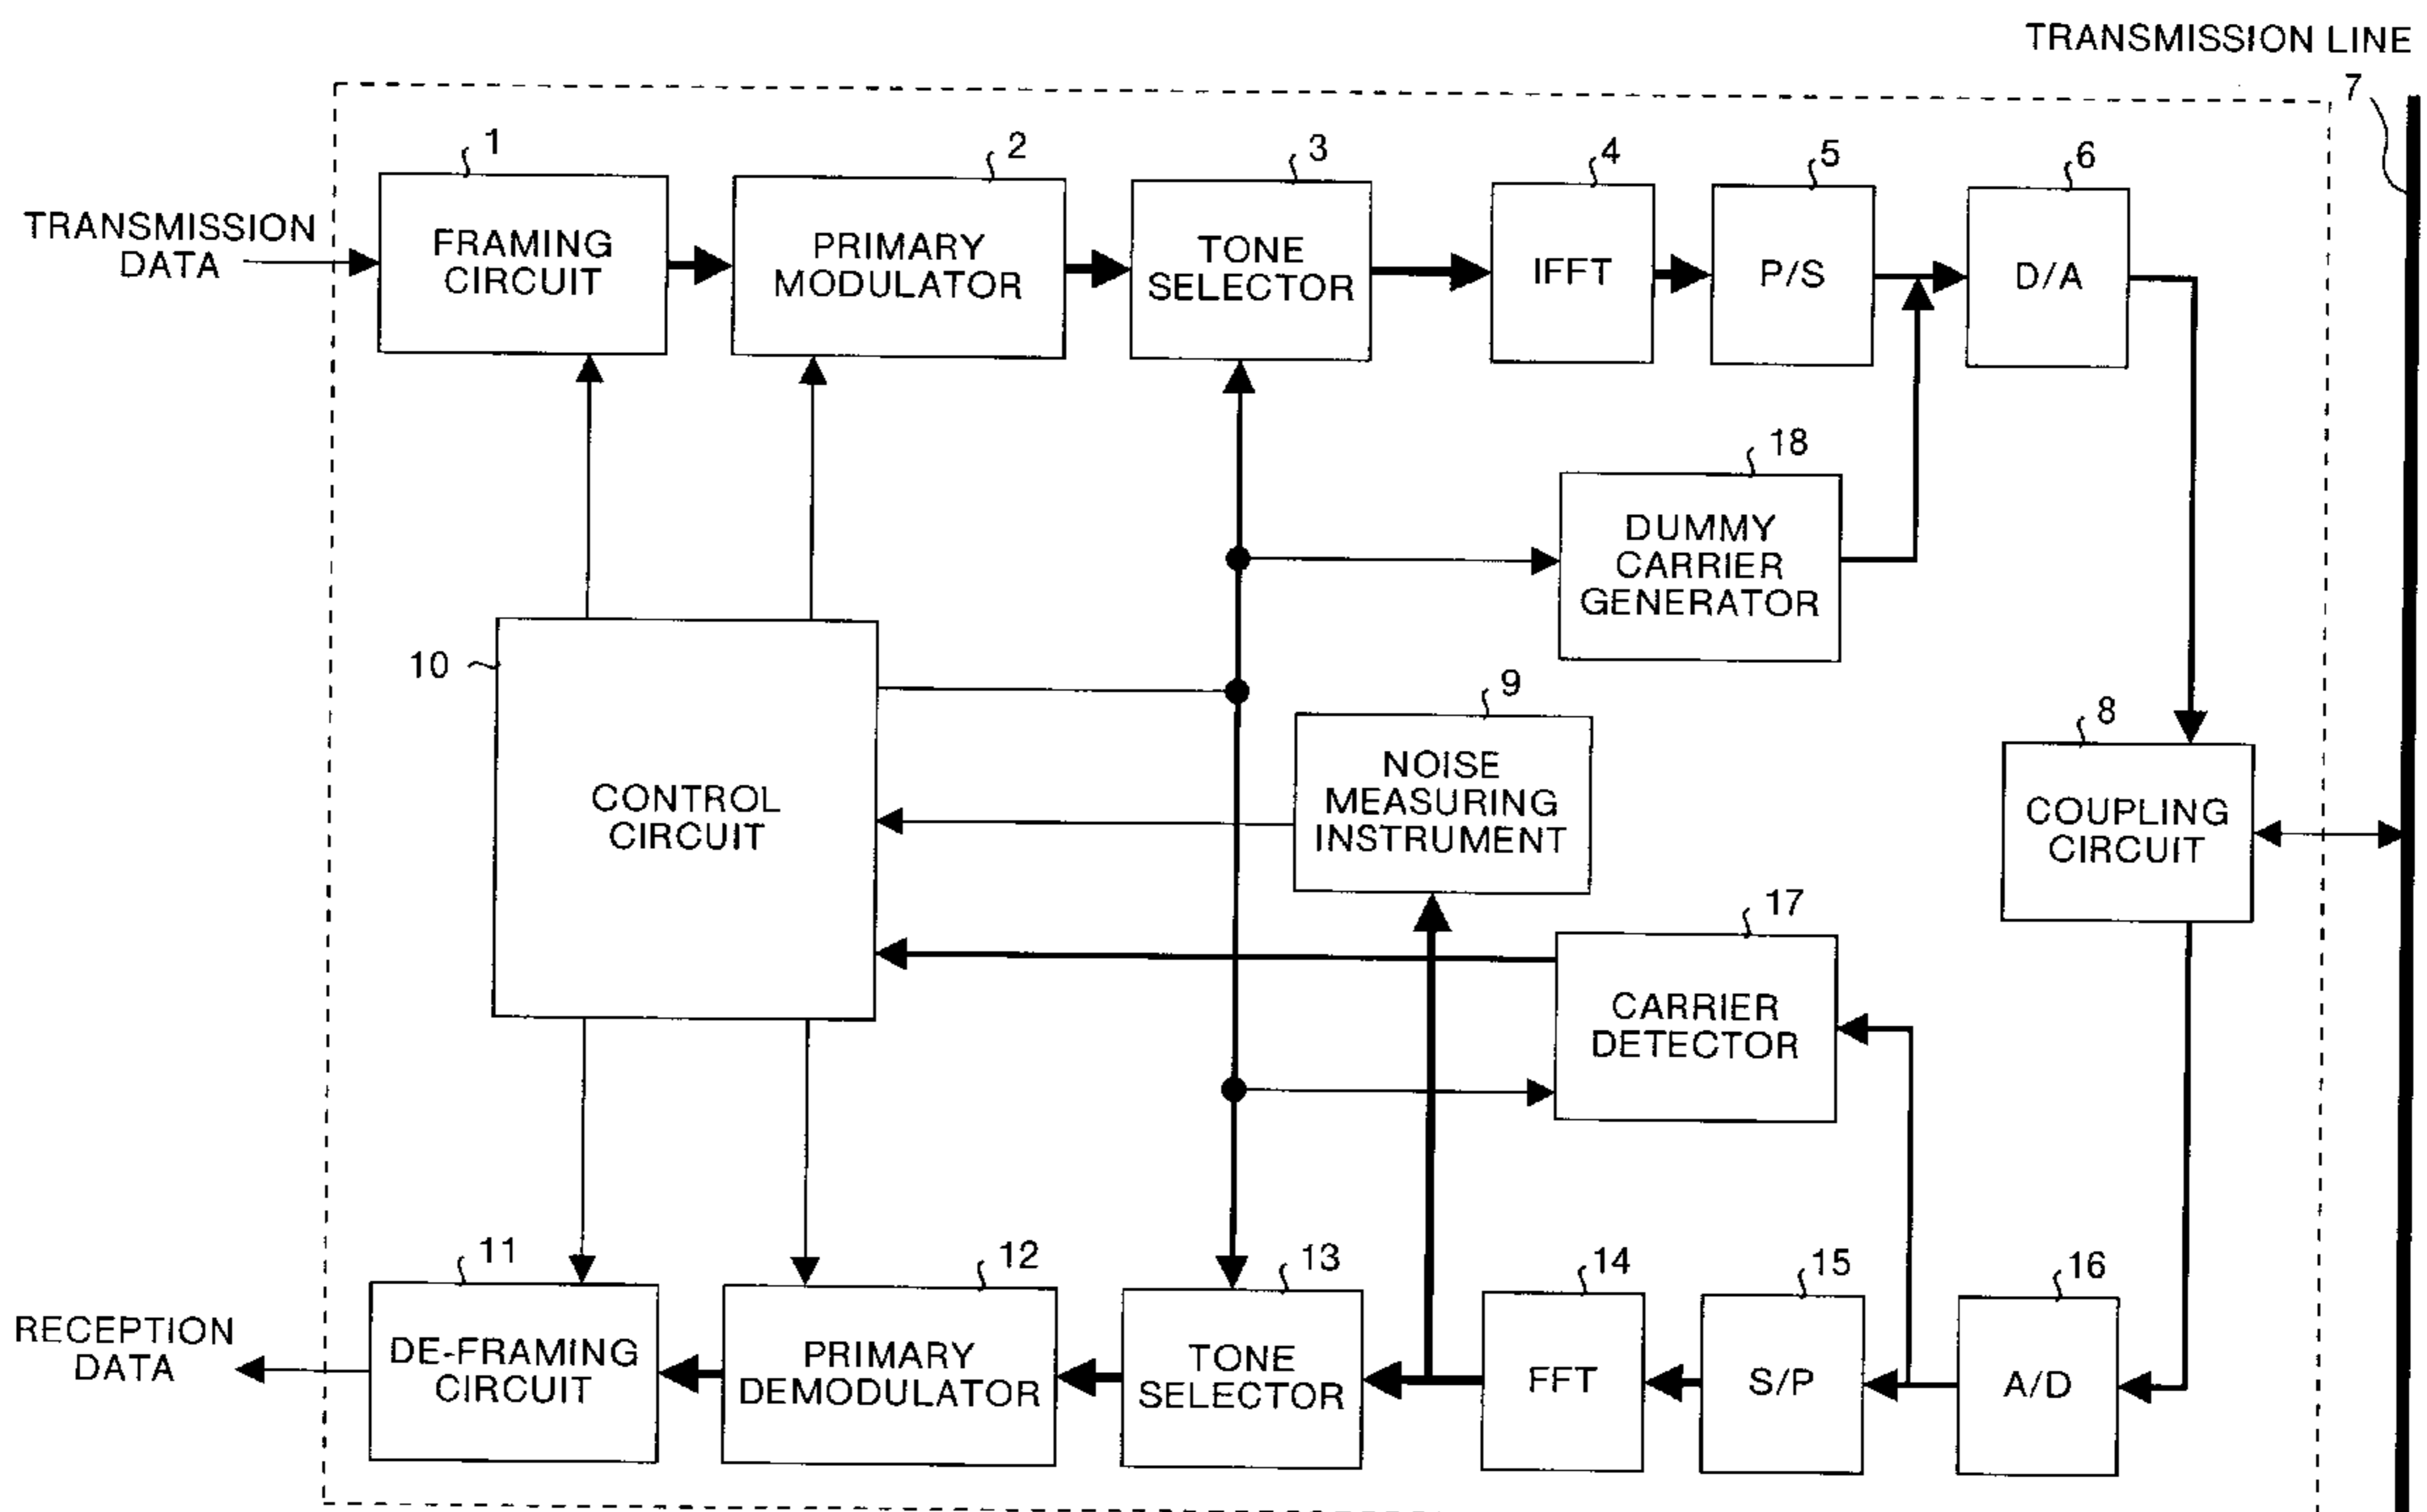 TRANSMISSION LINE
7
1
2
3
4
5
6
TRANSMISSION
DATA
FRAMING
CIRCUIT
PRIMARY
MODULATOR
TONE
SELECTOR
IFFT
P/S
D/A
18
DUMMY
CARRIER
GENERATOR
10
CONTROL
CIRCUIT
9
NOISE
MEASURING
INSTRUMENT
8
COUPLING
CIRCUIT
17
CARRIER
DETECTOR
11
12
13
14
15
16
RECEPTION
DATA
DE-FRAMING
CIRCUIT
PRIMARY
DEMODULATOR
TONE
SELECTOR
FFT
S/P
A/D